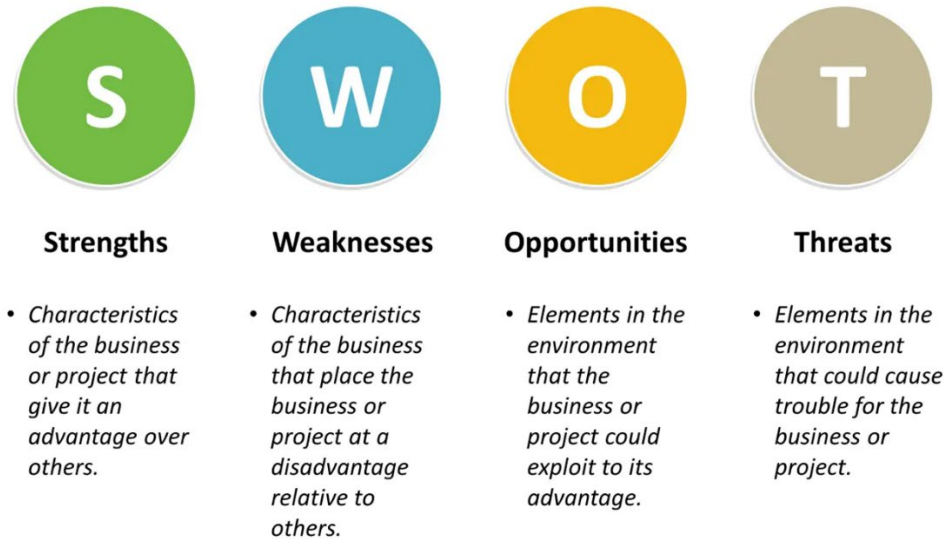 S W O T
Strengths
Weaknesses
Opportunities
Threats
• Characteristics
of the business
or project that
give it an
advantage over
others.
• Characteristics
of the business
that place the
business or
project at a
disadvantage
relative to
others.
• Elements in the
environment
that the
business or
project could
exploit to its
advantage.
• Elements in the
environment
that could cause
trouble for the
business or
project.